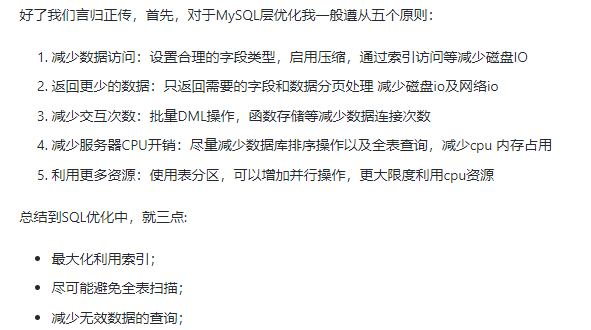 好了我们言归正传，首先，对于MySQL层优化我一般遵从五个原则：
1. 减少数据访问：设置合理的字段类型，启用压缩，通过索引访问等减少磁盘IO
2. 返回更少的数据：只返回需要的字段和数据分页处理 减少磁盘io及网络io
3. 减少交互次数：批量DML操作，函数存储等减少数据连接次数
4. 减少服务器CPU开销：尽量减少数据库排序操作以及全表查询，减少cpu 内存占用
5. 利用更多资源：使用表分区，可以增加并行操作，更大限度利用cpu资源
总结到SQL优化中，就三点:
• 最大化利用索引；
• 尽可能避免全表扫描；
• 减少无效数据的查询；